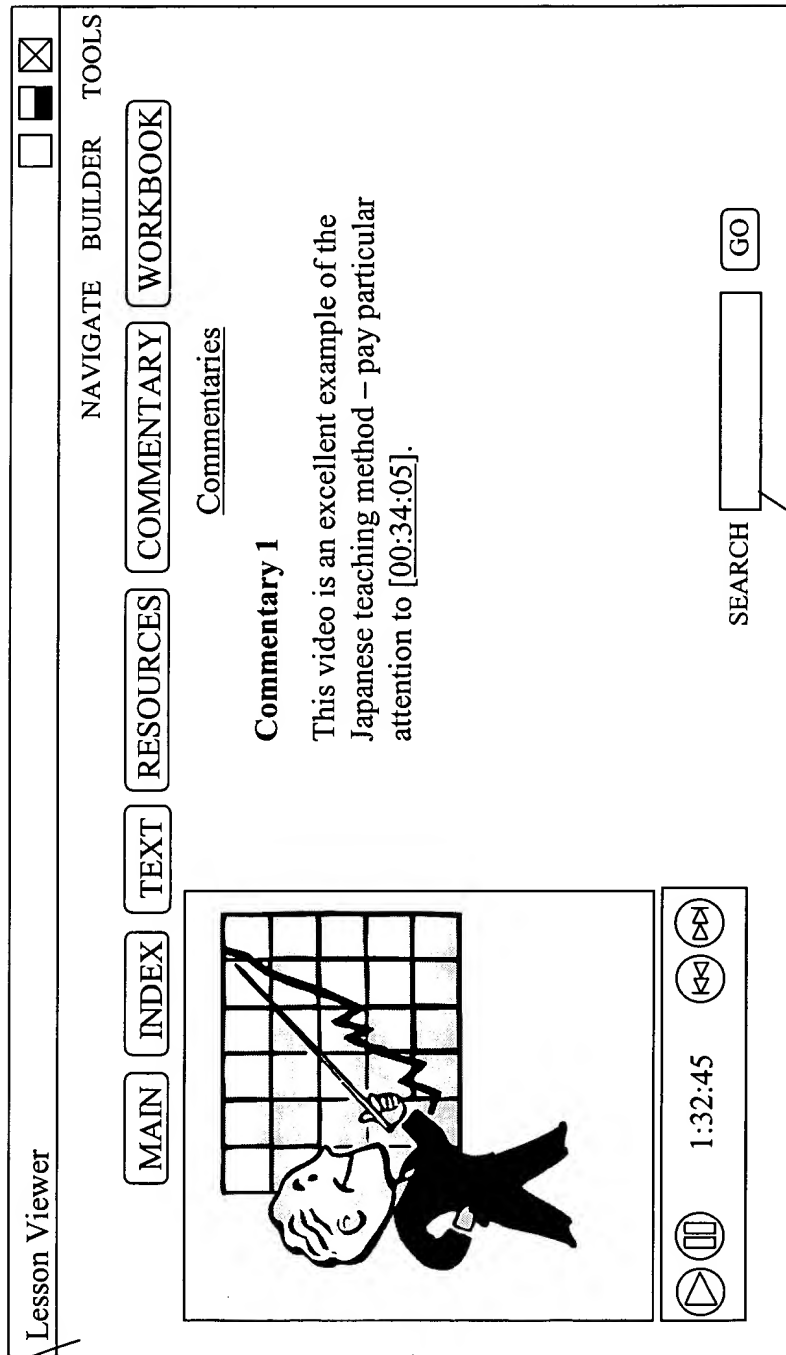 Lesson Viewer
NAVIGATE BUILDER TOOLS
MAIN INDEX TEXT RESOURCES COMMENTARY WORKBOOK
Commentaries
Commentary 1
This video is an excellent example of the
Japanese teaching method – pay particular
attention to [00:34:05].
1:32:45
SEARCH GO